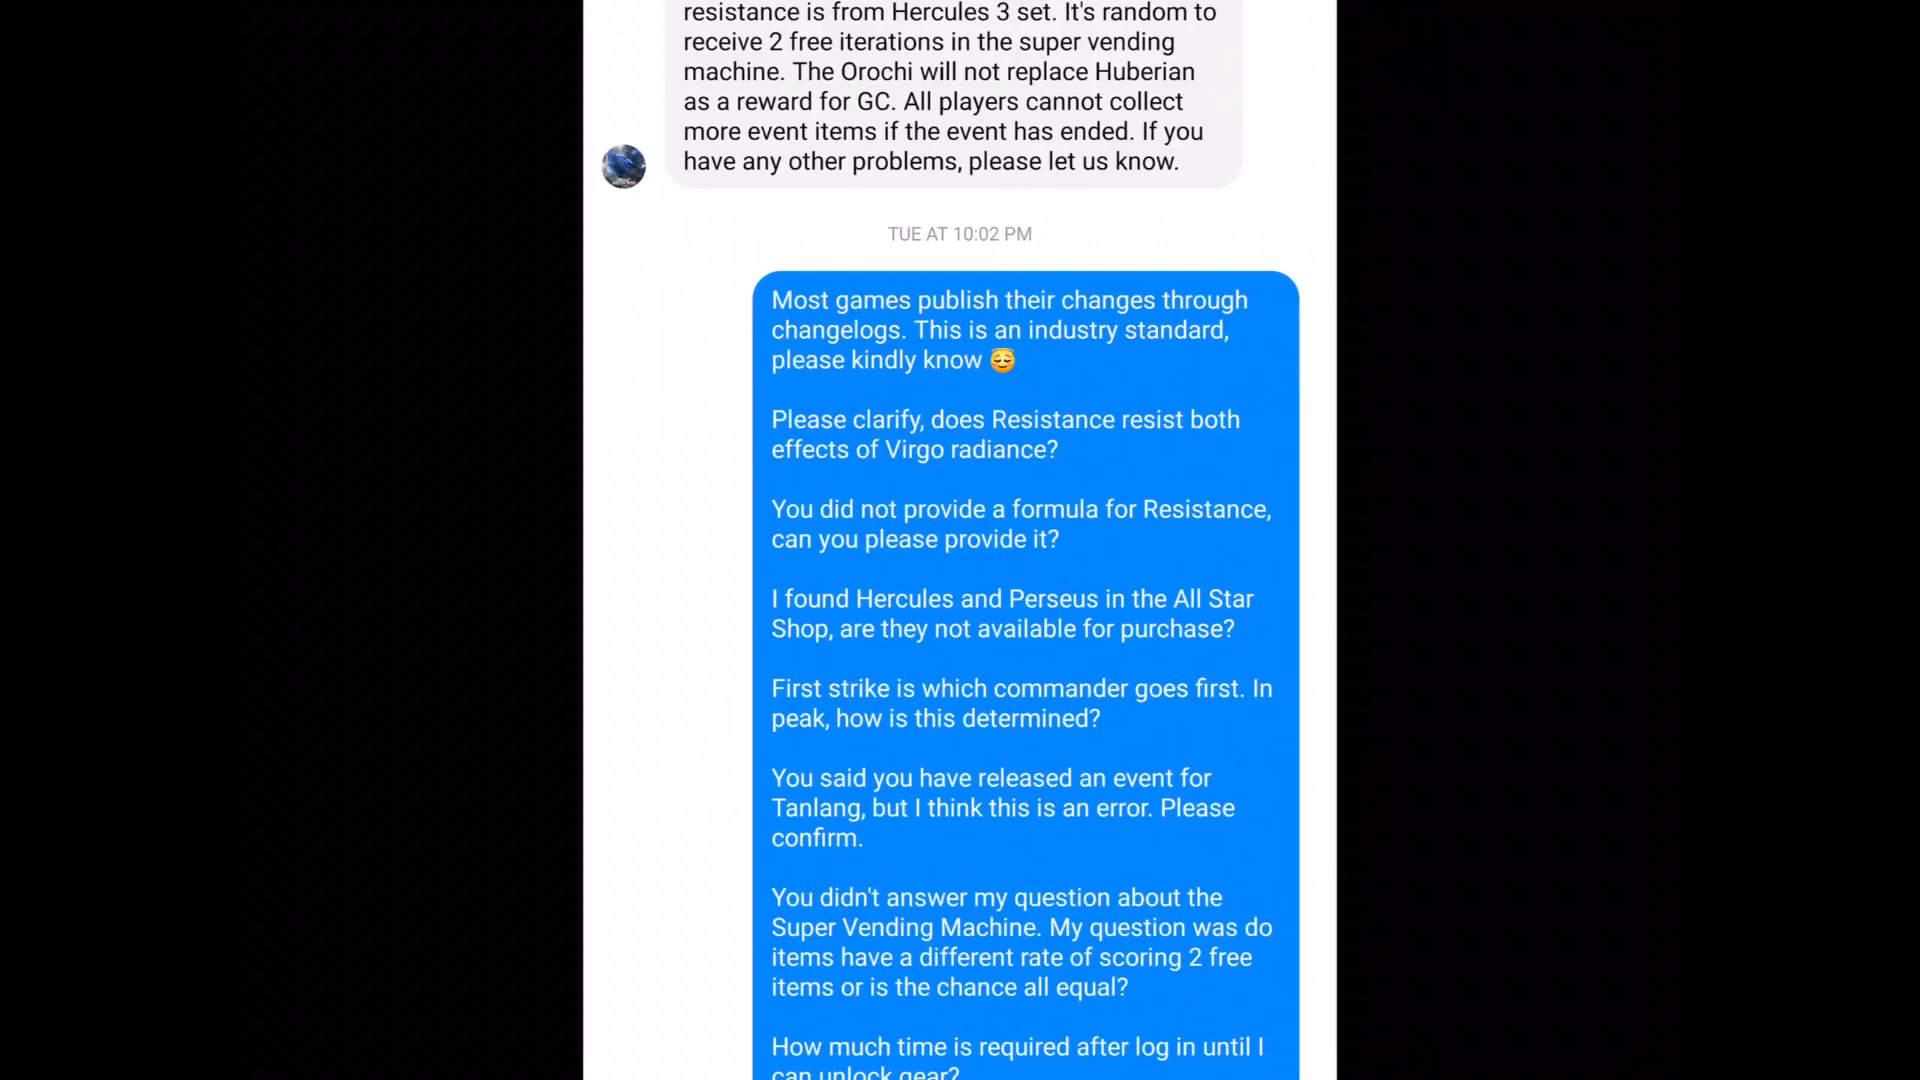 resistance is from Hercules 3 set. It's random to
receive 2 free iterations in the super vending
machine. The Orochi will not replace Huberian
as a reward for GC. All players cannot collect
more event items if the event has ended. If you
have any other problems, please let us know.
TUE AT 10:02 PM
Most games publish their changes through
changelogs. This is an industry standard,
please kindly know 😇
Please clarify, does Resistance resist both
effects of Virgo radiance?
You did not provide a formula for Resistance,
can you please provide it?
I found Hercules and Perseus in the All Star
Shop, are they not available for purchase?
First strike is which commander goes first. In
peak, how is this determined?
You said you have released an event for
Tanlang, but I think this is an error. Please
confirm.
You didn't answer my question about the
Super Vending Machine. My question was do
items have a different rate of scoring 2 free
items or is the chance all equal?
How much time is required after log in until I
can unlock gear?